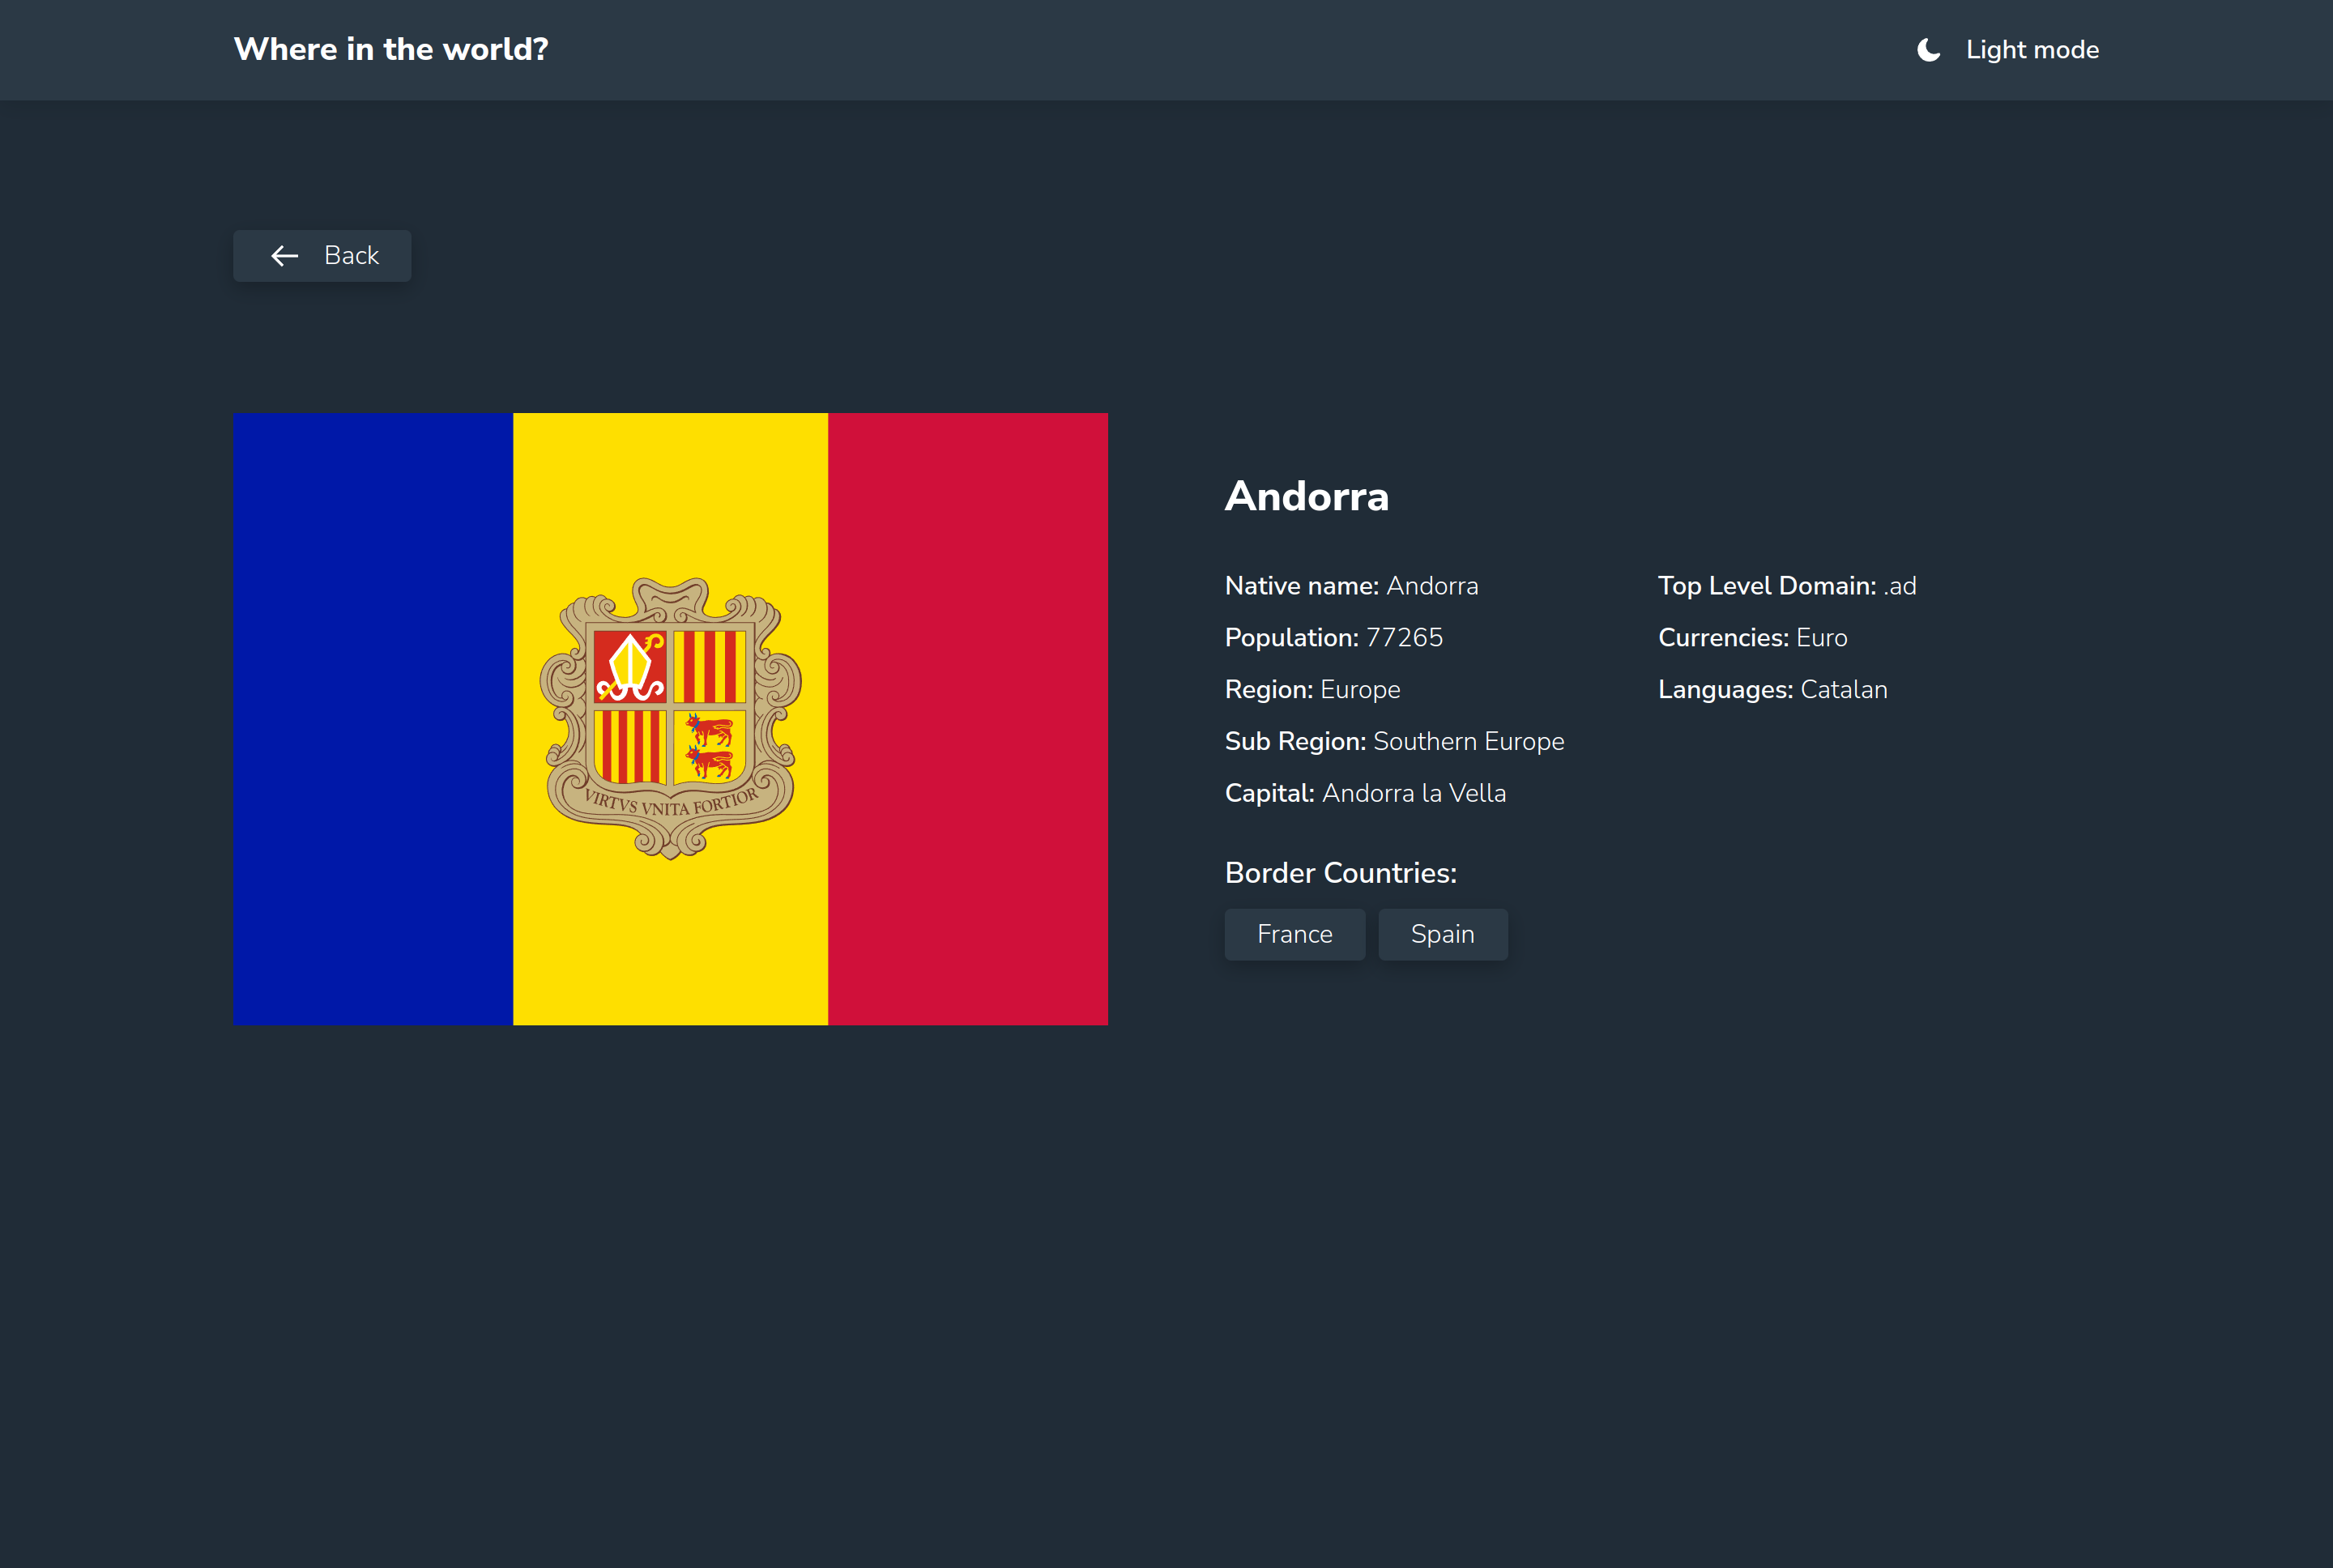 Where in the world?
Light mode
Back
VIRTVS VNITA FORTIOR
Andorra
Native name: Andorra
Population: 77265
Region: Europe
Sub Region: Southern Europe
Capital: Andorra la Vella
Top Level Domain: .ad
Currencies: Euro
Languages: Catalan
Border Countries:
France
Spain